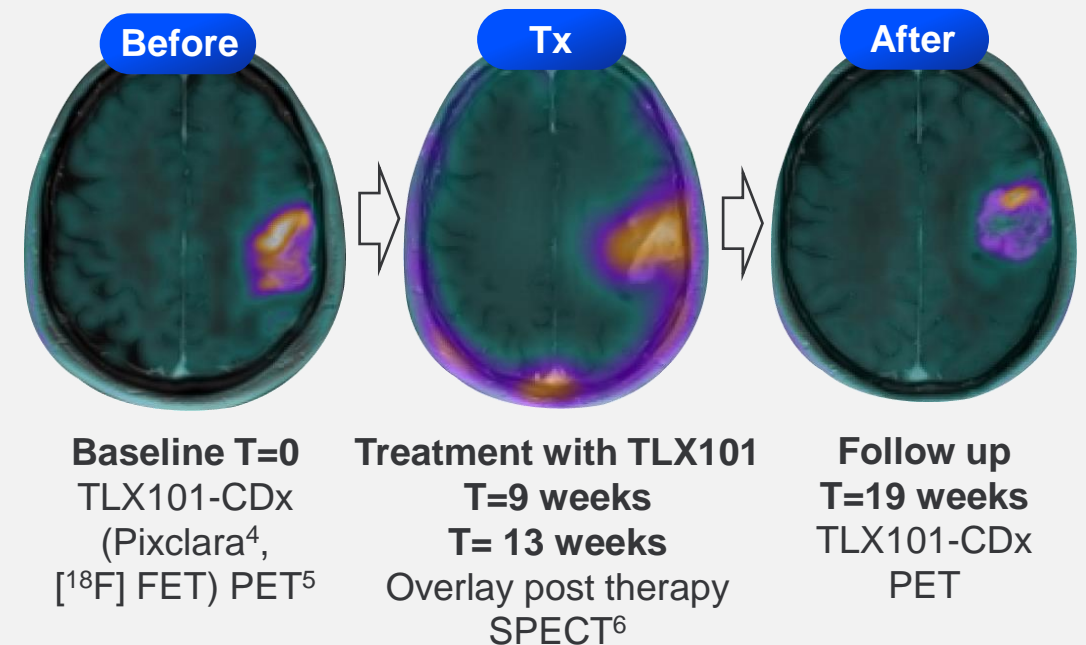 Before
Tx
After
Baseline T=0
TLX101-CDx
(Pixclara⁴,
[¹⁸F] FET) PET⁵
Treatment with TLX101
T=9 weeks
T= 13 weeks
Overlay post therapy
SPECT⁶
Follow up
T=19 weeks
TLX101-CDx
PET